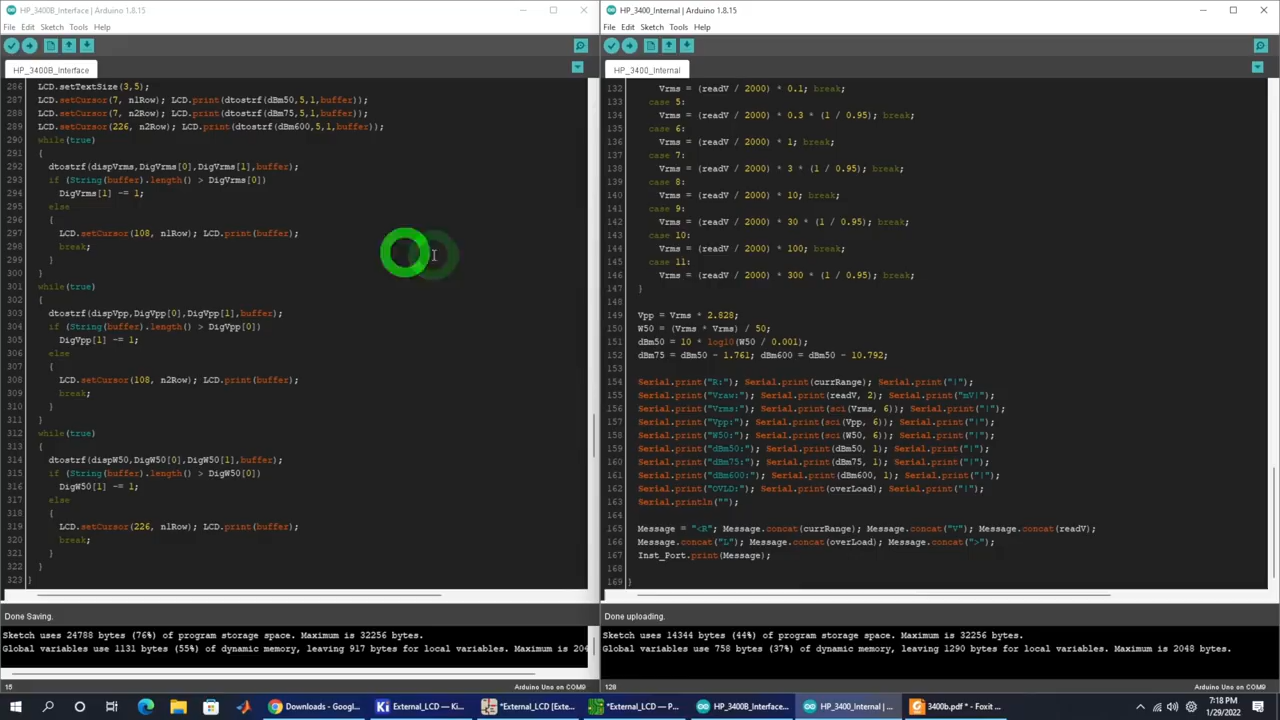 HP_3400B_Interface | Arduino 1.8.15
File Edit Sketch Tools Help
HP_3400B_Interface
286 LCD.setTextSize(3,5);
287 LCD.setCursor(7, n1Row); LCD.print(dtostrf(dBm50,5,1,buffer));
288 LCD.setCursor(7, n2Row); LCD.print(dtostrf(dBm75,5,1,buffer));
289 LCD.setCursor(226, n2Row); LCD.print(dtostrf(dBm600,5,1,buffer));
290 while(true)
291 {
292 dtostrf(dispVrms,DigVrms[0],DigVrms[1],buffer);
293 if (String(buffer).length() > DigVrms[0])
294 DigVrms[1] -= 1;
295 else
296 {
297 LCD.setCursor(108, n1Row); LCD.print(buffer);
298 break;
299 }
300 }
301 while(true)
302 {
303 dtostrf(dispVpp,DigVpp[0],DigVpp[1],buffer);
304 if (String(buffer).length() > DigVpp[0])
305 DigVpp[1] -= 1;
306 else
307 {
308 LCD.setCursor(108, n2Row); LCD.print(buffer);
309 break;
310 }
311 }
312 while(true)
313 {
314 dtostrf(dispW50,DigW50[0],DigW50[1],buffer);
315 if (String(buffer).length() > DigW50[0])
316 DigW50[1] -= 1;
317 else
318 {
319 LCD.setCursor(226, n1Row); LCD.print(buffer);
320 break;
321 }
322 }
323 }
Done Saving.
Sketch uses 24788 bytes (76%) of program storage space. Maximum is 32256 bytes.
Global variables use 1131 bytes (55%) of dynamic memory, leaving 917 bytes for local variables. Maximum is 204
15 Arduino Uno on COM9
HP_3400_Internal | Arduino 1.8.15
File Edit Sketch Tools Help
HP_3400_Internal
132 Vrms = (readV / 2000) * 0.1; break;
133 case 5:
134 Vrms = (readV / 2000) * 0.3 * (1 / 0.95); break;
135 case 6:
136 Vrms = (readV / 2000) * 1; break;
137 case 7:
138 Vrms = (readV / 2000) * 3 * (1 / 0.95); break;
139 case 8:
140 Vrms = (readV / 2000) * 10; break;
141 case 9:
142 Vrms = (readV / 2000) * 30 * (1 / 0.95); break;
143 case 10:
144 Vrms = (readV / 2000) * 100; break;
145 case 11:
146 Vrms = (readV / 2000) * 300 * (1 / 0.95); break;
147 }
148
149 Vpp = Vrms * 2.828;
150 W50 = (Vrms * Vrms) / 50;
151 dBm50 = 10 * log10(W50 / 0.001);
152 dBm75 = dBm50 - 1.761; dBm600 = dBm50 - 10.792;
153
154 Serial.print("R:"); Serial.print(currRange); Serial.print("|");
155 Serial.print("Vraw:"); Serial.print(readV, 2); Serial.print("mV|");
156 Serial.print("Vrms:"); Serial.print(sci(Vrms, 6)); Serial.print("|");
157 Serial.print("Vpp:"); Serial.print(sci(Vpp, 6)); Serial.print("|");
158 Serial.print("W50:"); Serial.print(sci(W50, 6)); Serial.print("|");
159 Serial.print("dBm50:"); Serial.print(dBm50, 1); Serial.print("|");
160 Serial.print("dBm75:"); Serial.print(dBm75, 1); Serial.print("|");
161 Serial.print("dBm600:"); Serial.print(dBm600, 1); Serial.print("|");
162 Serial.print("OVLD:"); Serial.print(overLoad); Serial.print("|");
163 Serial.println("");
164
165 Message = "<R"; Message.concat(currRange); Message.concat("V"); Message.concat(readV);
166 Message.concat("L"); Message.concat(overLoad); Message.concat(">");
167 Inst_Port.print(Message);
168
169 }
Done uploading.
Sketch uses 14344 bytes (44%) of program storage space. Maximum is 32256 bytes.
Global variables use 758 bytes (37%) of dynamic memory, leaving 1290 bytes for local variables. Maximum is 2048 bytes.
128 Arduino Uno on COM9
Downloads - Googl... External_LCD — Ki... *External_LCD [Exte... *External_LCD — P... HP_3400B_Interface... HP_3400_Internal | ... 3400b.pdf * - Foxit ... 7:18 PM
1/29/2022